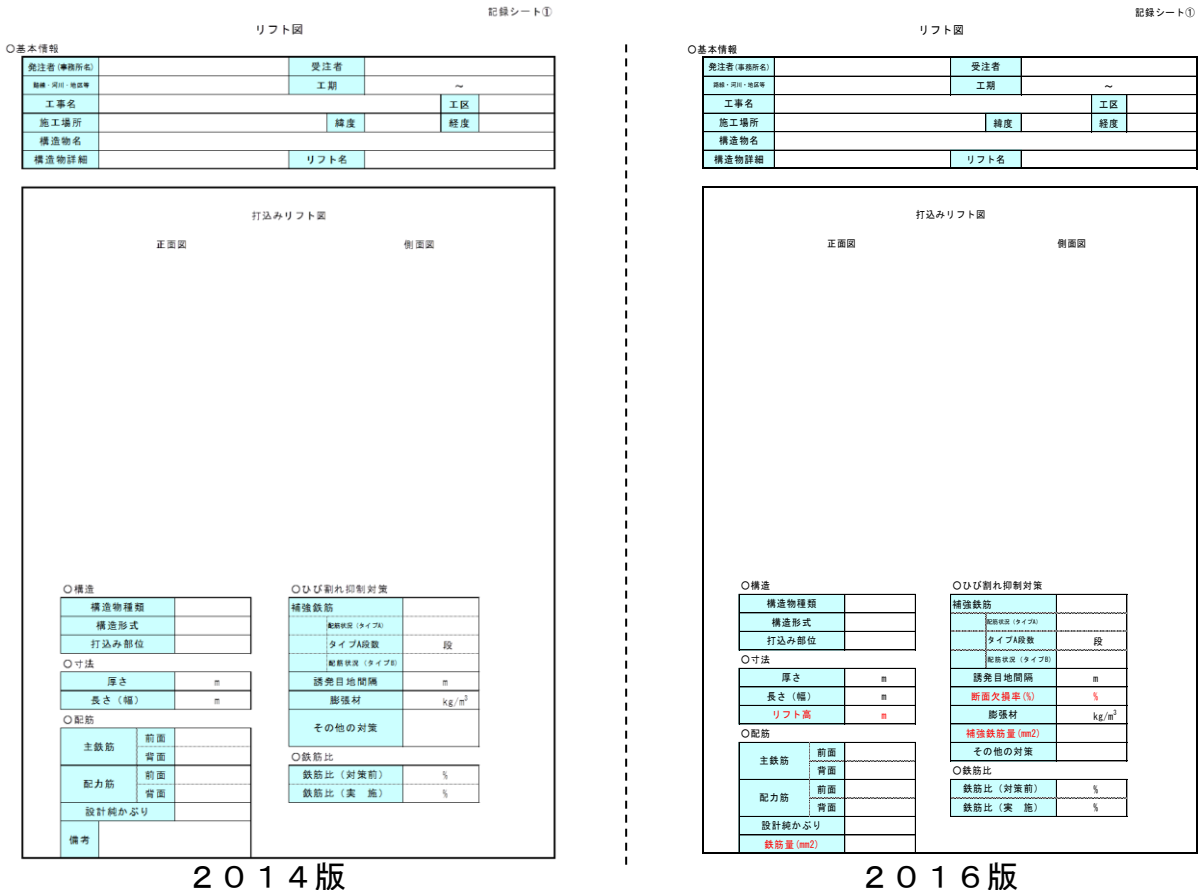 記録シート①
リフト図
○基本情報
発注者(事務所名) 受注者
路線・河川・地区等 工期 ～
工事名 工区
施工場所 緯度 経度
構造物名
構造物詳細 リフト名
打込みリフト図
正面図 側面図
○構造
構造物種類
構造形式
打込み部位
○寸法
厚さ m
長さ（幅） m
○配筋
主鉄筋 前面
背面
配力筋 前面
背面
設計純かぶり
備考
○ひび割れ抑制対策
補強鉄筋
配筋状況（タイプA）
タイプA段数 段
配筋状況（タイプB）
誘発目地間隔 m
膨張材 kg/m³
その他の対策
○鉄筋比
鉄筋比（対策前） %
鉄筋比（実　施） %
２０１４版
記録シート①
リフト図
○基本情報
発注者(事務所名) 受注者
路線・河川・地区等 工期 ～
工事名 工区
施工場所 緯度 経度
構造物名
構造物詳細 リフト名
打込みリフト図
正面図 側面図
○構造
構造物種類
構造形式
打込み部位
○寸法
厚さ m
長さ（幅） m
リフト高 m
○配筋
主鉄筋 前面
背面
配力筋 前面
背面
設計純かぶり
鉄筋量(mm2)
○ひび割れ抑制対策
補強鉄筋
配筋状況（タイプA）
タイプA段数 段
配筋状況（タイプB）
誘発目地間隔 m
断面欠損率(%) %
膨張材 kg/m³
補強鉄筋量(mm2)
その他の対策
○鉄筋比
鉄筋比（対策前） %
鉄筋比（実　施） %
２０１６版